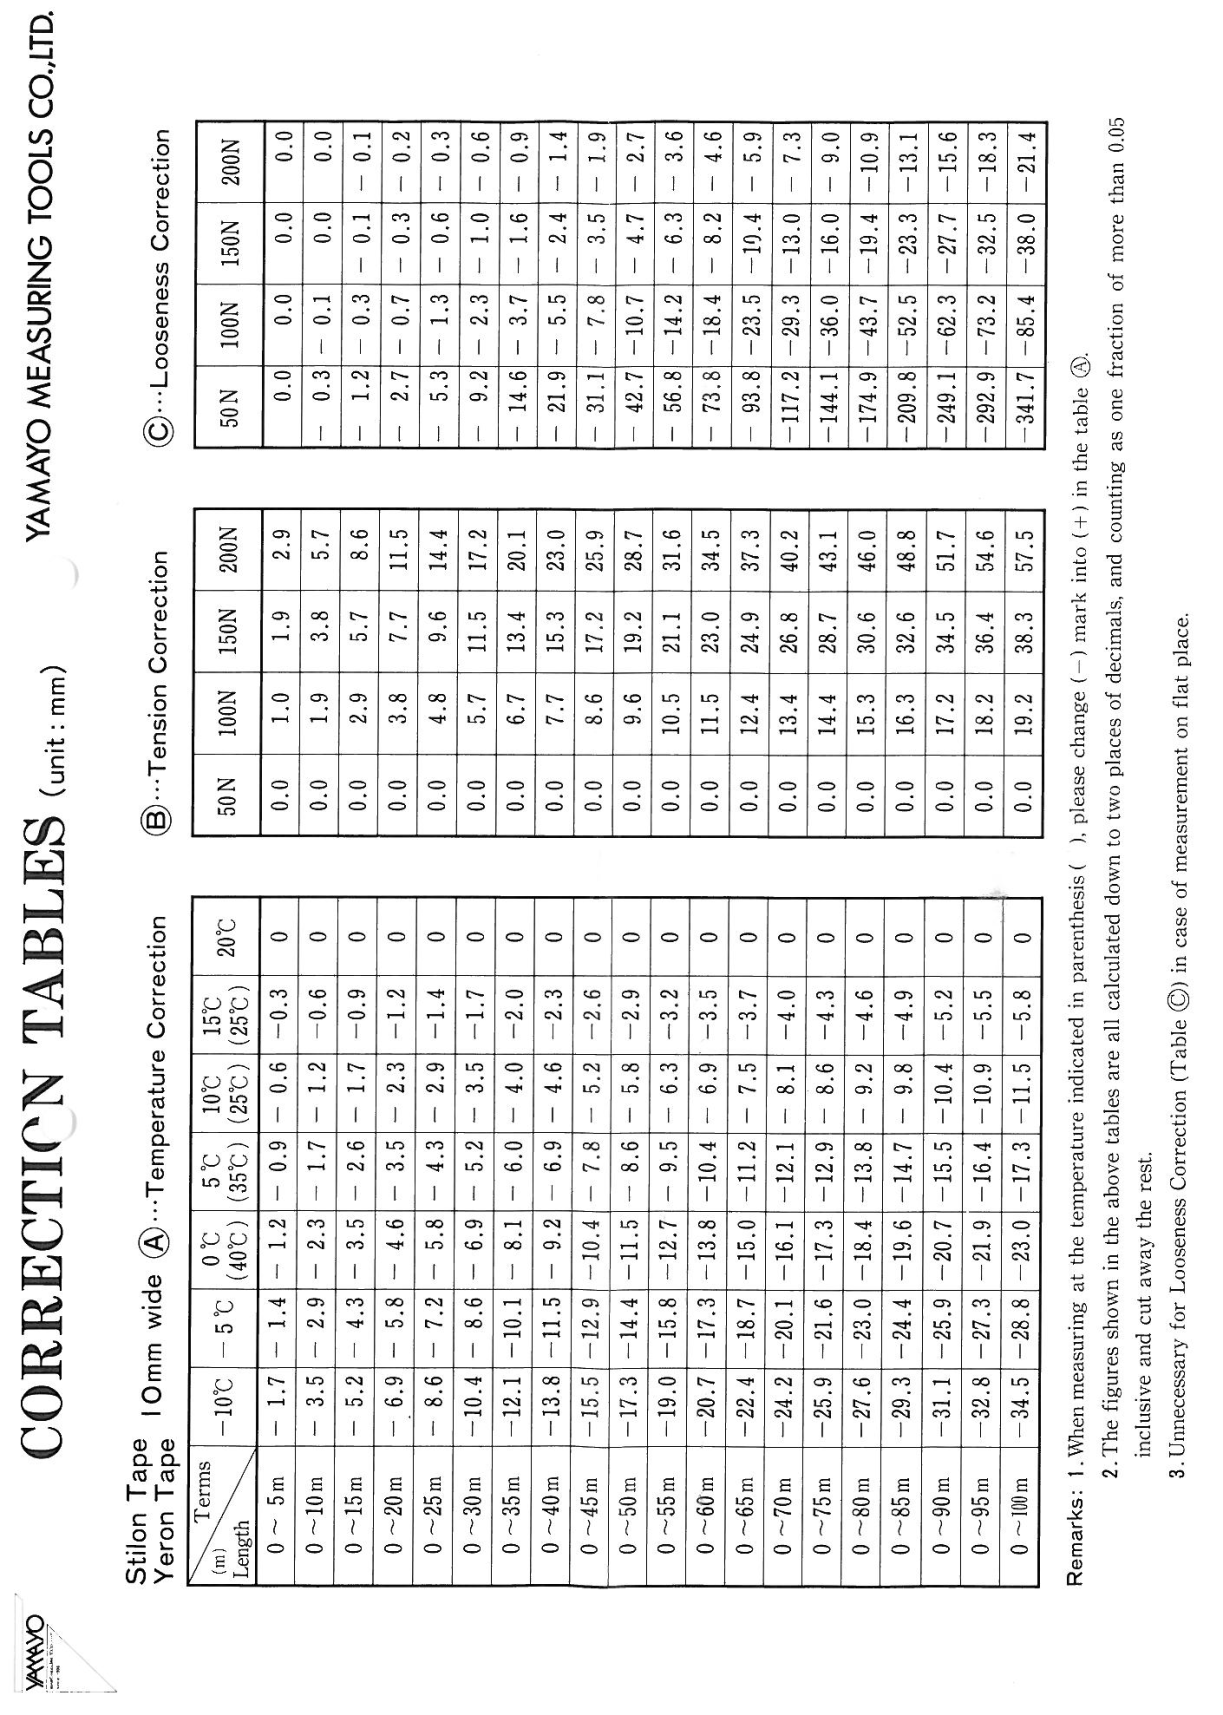 YAMAYO
CORRECTION TABLES (unit : mm) YAMAYO MEASURING TOOLS CO.,LTD.
Stilon Tape
Yeron Tape 10mm wide Ⓐ…Temperature Correction Ⓑ…Tension Correction Ⓒ…Looseness Correction
Terms
(m)
Length −10℃ −5℃ 0℃ (40℃) 5℃ (35℃) 10℃ (25℃) 15℃ (25℃) 20℃ 50N 100N 150N 200N 50N 100N 150N 200N
0~ 5m − 1.7 − 1.4 − 1.2 − 0.9 − 0.6 −0.3 0 0.0 1.0 1.9 2.9 0.0 0.0 0.0 0.0
0~10m − 3.5 − 2.9 − 2.3 − 1.7 − 1.2 −0.6 0 0.0 1.9 3.8 5.7 − 0.3 − 0.1 0.0 0.0
0~15m − 5.2 − 4.3 − 3.5 − 2.6 − 1.7 −0.9 0 0.0 2.9 5.7 8.6 − 1.2 − 0.3 − 0.1 − 0.1
0~20m − 6.9 − 5.8 − 4.6 − 3.5 − 2.3 −1.2 0 0.0 3.8 7.7 11.5 − 2.7 − 0.7 − 0.3 − 0.2
0~25m − 8.6 − 7.2 − 5.8 − 4.3 − 2.9 −1.4 0 0.0 4.8 9.6 14.4 − 5.3 − 1.3 − 0.6 − 0.3
0~30m −10.4 − 8.6 − 6.9 − 5.2 − 3.5 −1.7 0 0.0 5.7 11.5 17.2 − 9.2 − 2.3 − 1.0 − 0.6
0~35m −12.1 −10.1 − 8.1 − 6.0 − 4.0 −2.0 0 0.0 6.7 13.4 20.1 − 14.6 − 3.7 − 1.6 − 0.9
0~40m −13.8 −11.5 − 9.2 − 6.9 − 4.6 −2.3 0 0.0 7.7 15.3 23.0 − 21.9 − 5.5 − 2.4 − 1.4
0~45m −15.5 −12.9 −10.4 − 7.8 − 5.2 −2.6 0 0.0 8.6 17.2 25.9 − 31.1 − 7.8 − 3.5 − 1.9
0~50m −17.3 −14.4 −11.5 − 8.6 − 5.8 −2.9 0 0.0 9.6 19.2 28.7 − 42.7 −10.7 − 4.7 − 2.7
0~55m −19.0 −15.8 −12.7 − 9.5 − 6.3 −3.2 0 0.0 10.5 21.1 31.6 − 56.8 −14.2 − 6.3 − 3.6
0~60m −20.7 −17.3 −13.8 −10.4 − 6.9 −3.5 0 0.0 11.5 23.0 34.5 − 73.8 −18.4 − 8.2 − 4.6
0~65m −22.4 −18.7 −15.0 −11.2 − 7.5 −3.7 0 0.0 12.4 24.9 37.3 − 93.8 −23.5 −10.4 − 5.9
0~70m −24.2 −20.1 −16.1 −12.1 − 8.1 −4.0 0 0.0 13.4 26.8 40.2 −117.2 −29.3 −13.0 − 7.3
0~75m −25.9 −21.6 −17.3 −12.9 − 8.6 −4.3 0 0.0 14.4 28.7 43.1 −144.1 −36.0 −16.0 − 9.0
0~80m −27.6 −23.0 −18.4 −13.8 − 9.2 −4.6 0 0.0 15.3 30.6 46.0 −174.9 −43.7 −19.4 −10.9
0~85m −29.3 −24.4 −19.6 −14.7 − 9.8 −4.9 0 0.0 16.3 32.6 48.8 −209.8 −52.5 −23.3 −13.1
0~90m −31.1 −25.9 −20.7 −15.5 −10.4 −5.2 0 0.0 17.2 34.5 51.7 −249.1 −62.3 −27.7 −15.6
0~95m −32.8 −27.3 −21.9 −16.4 −10.9 −5.5 0 0.0 18.2 36.4 54.6 −292.9 −73.2 −32.5 −18.3
0~100m −34.5 −28.8 −23.0 −17.3 −11.5 −5.8 0 0.0 19.2 38.3 57.5 −341.7 −85.4 −38.0 −21.4
Remarks: 1. When measuring at the temperature indicated in parenthesis ( ), please change (−) mark into (+) in the table Ⓐ.
2. The figures shown in the above tables are all calculated down to two places of decimals, and counting as one fraction of more than 0.05
inclusive and cut away the rest.
3. Unnecessary for Looseness Correction (Table Ⓒ) in case of measurement on flat place.